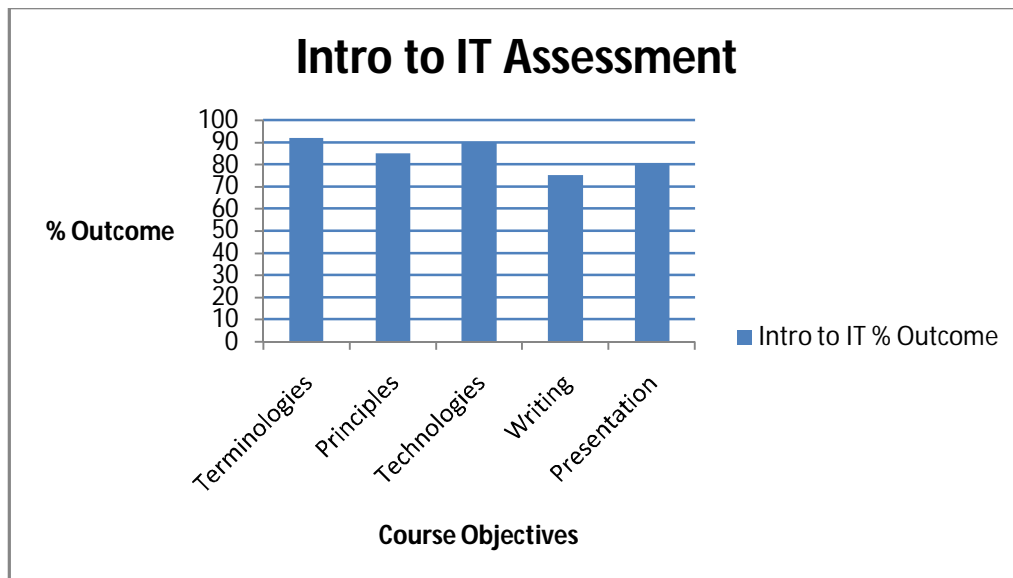 Intro to IT Assessment
100
90
80
70
60
50
40
30
20
10
0
% Outcome
Intro to IT % Outcome
Terminologies
Principles
Technologies
Writing
Presentation
Course Objectives